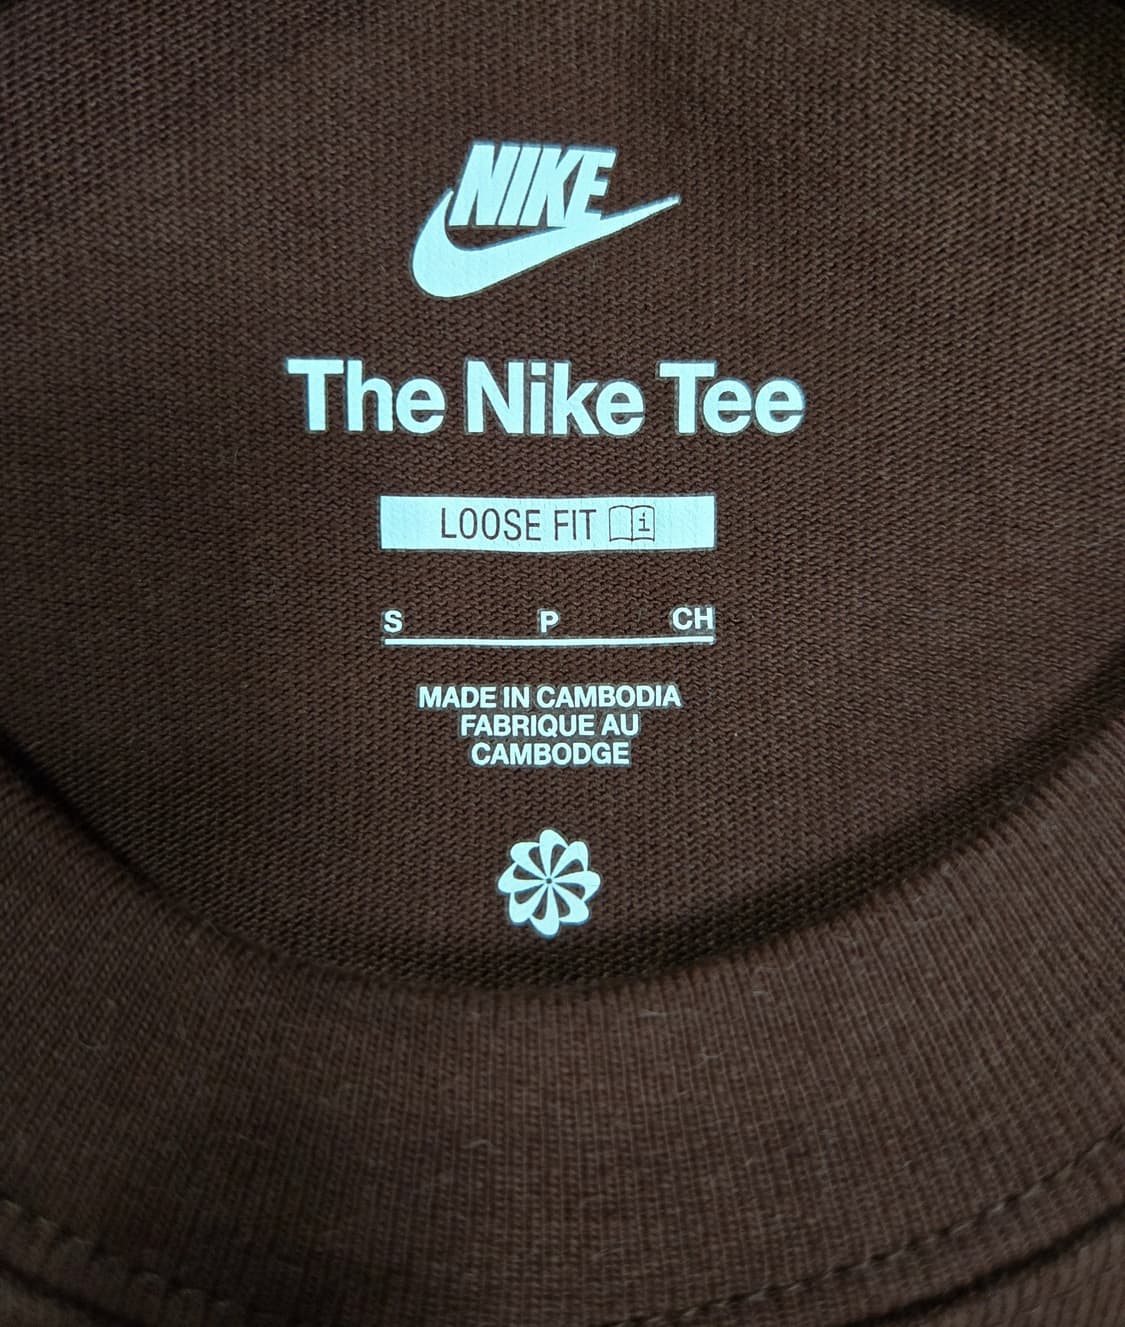 NIKE
The Nike Tee
LOOSE FIT i
S P CH
MADE IN CAMBODIA
FABRIQUE AU
CAMBODGE